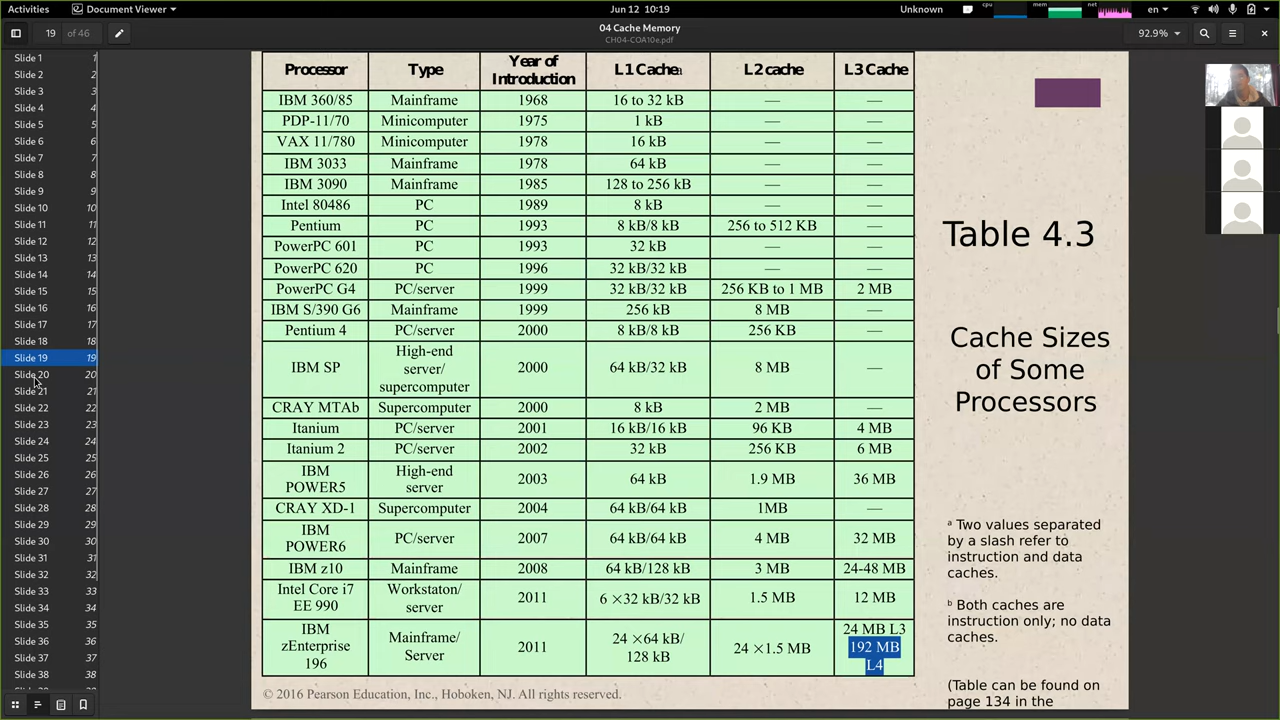 Activities
Document Viewer
Jun 12 10:19
Unknown
cpu
mem
net
en
19 of 46
04 Cache Memory
CH04-COA10e.pdf
92.9%
Slide 1 1
Slide 2 2
Slide 3 3
Slide 4 4
Slide 5 5
Slide 6 6
Slide 7 7
Slide 8 8
Slide 9 9
Slide 10 10
Slide 11 11
Slide 12 12
Slide 13 13
Slide 14 14
Slide 15 15
Slide 16 16
Slide 17 17
Slide 18 18
Slide 19 19
Slide 20 20
Slide 21 21
Slide 22 22
Slide 23 23
Slide 24 24
Slide 25 25
Slide 26 26
Slide 27 27
Slide 28 28
Slide 29 29
Slide 30 30
Slide 31 31
Slide 32 32
Slide 33 33
Slide 34 34
Slide 35 35
Slide 36 36
Slide 37 37
Processor Type Year of Introduction L1 Cachea L2 cache L3 Cache
IBM 360/85 Mainframe 1968 16 to 32 kB — —
PDP-11/70 Minicomputer 1975 1 kB — —
VAX 11/780 Minicomputer 1978 16 kB — —
IBM 3033 Mainframe 1978 64 kB — —
IBM 3090 Mainframe 1985 128 to 256 kB — —
Intel 80486 PC 1989 8 kB — —
Pentium PC 1993 8 kB/8 kB 256 to 512 KB —
PowerPC 601 PC 1993 32 kB — —
PowerPC 620 PC 1996 32 kB/32 kB — —
PowerPC G4 PC/server 1999 32 kB/32 kB 256 KB to 1 MB 2 MB
IBM S/390 G6 Mainframe 1999 256 kB 8 MB —
Pentium 4 PC/server 2000 8 kB/8 kB 256 KB —
IBM SP High-end server/ supercomputer 2000 64 kB/32 kB 8 MB —
CRAY MTAb Supercomputer 2000 8 kB 2 MB —
Itanium PC/server 2001 16 kB/16 kB 96 KB 4 MB
Itanium 2 PC/server 2002 32 kB 256 KB 6 MB
IBM POWER5 High-end server 2003 64 kB 1.9 MB 36 MB
CRAY XD-1 Supercomputer 2004 64 kB/64 kB 1MB —
IBM POWER6 PC/server 2007 64 kB/64 kB 4 MB 32 MB
IBM z10 Mainframe 2008 64 kB/128 kB 3 MB 24-48 MB
Intel Core i7 EE 990 Workstaton/ server 2011 6 ×32 kB/32 kB 1.5 MB 12 MB
IBM zEnterprise 196 Mainframe/ Server 2011 24 ×64 kB/ 128 kB 24 ×1.5 MB 24 MB L3 192 MB L4
© 2016 Pearson Education, Inc., Hoboken, NJ. All rights reserved.
Table 4.3
Cache Sizes
of Some
Processors
a Two values separated
by a slash refer to
instruction and data
caches.
b Both caches are
instruction only; no data
caches.
(Table can be found on
page 134 in the